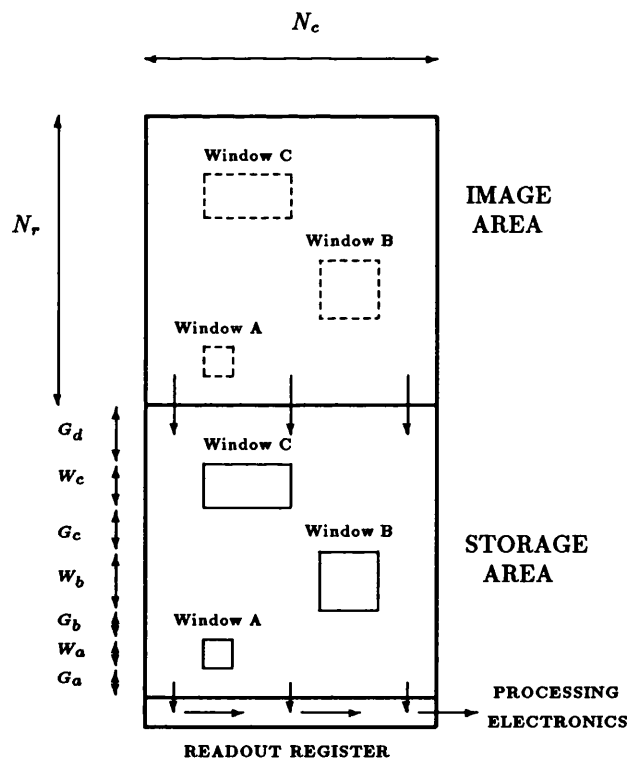 N_c
Window C
IMAGE
AREA
N_r
Window B
Window A
G_d
Window C
W_c
G_c
Window B
STORAGE
AREA
W_b
G_b
Window A
W_a
G_a
PROCESSING
ELECTRONICS
READOUT REGISTER